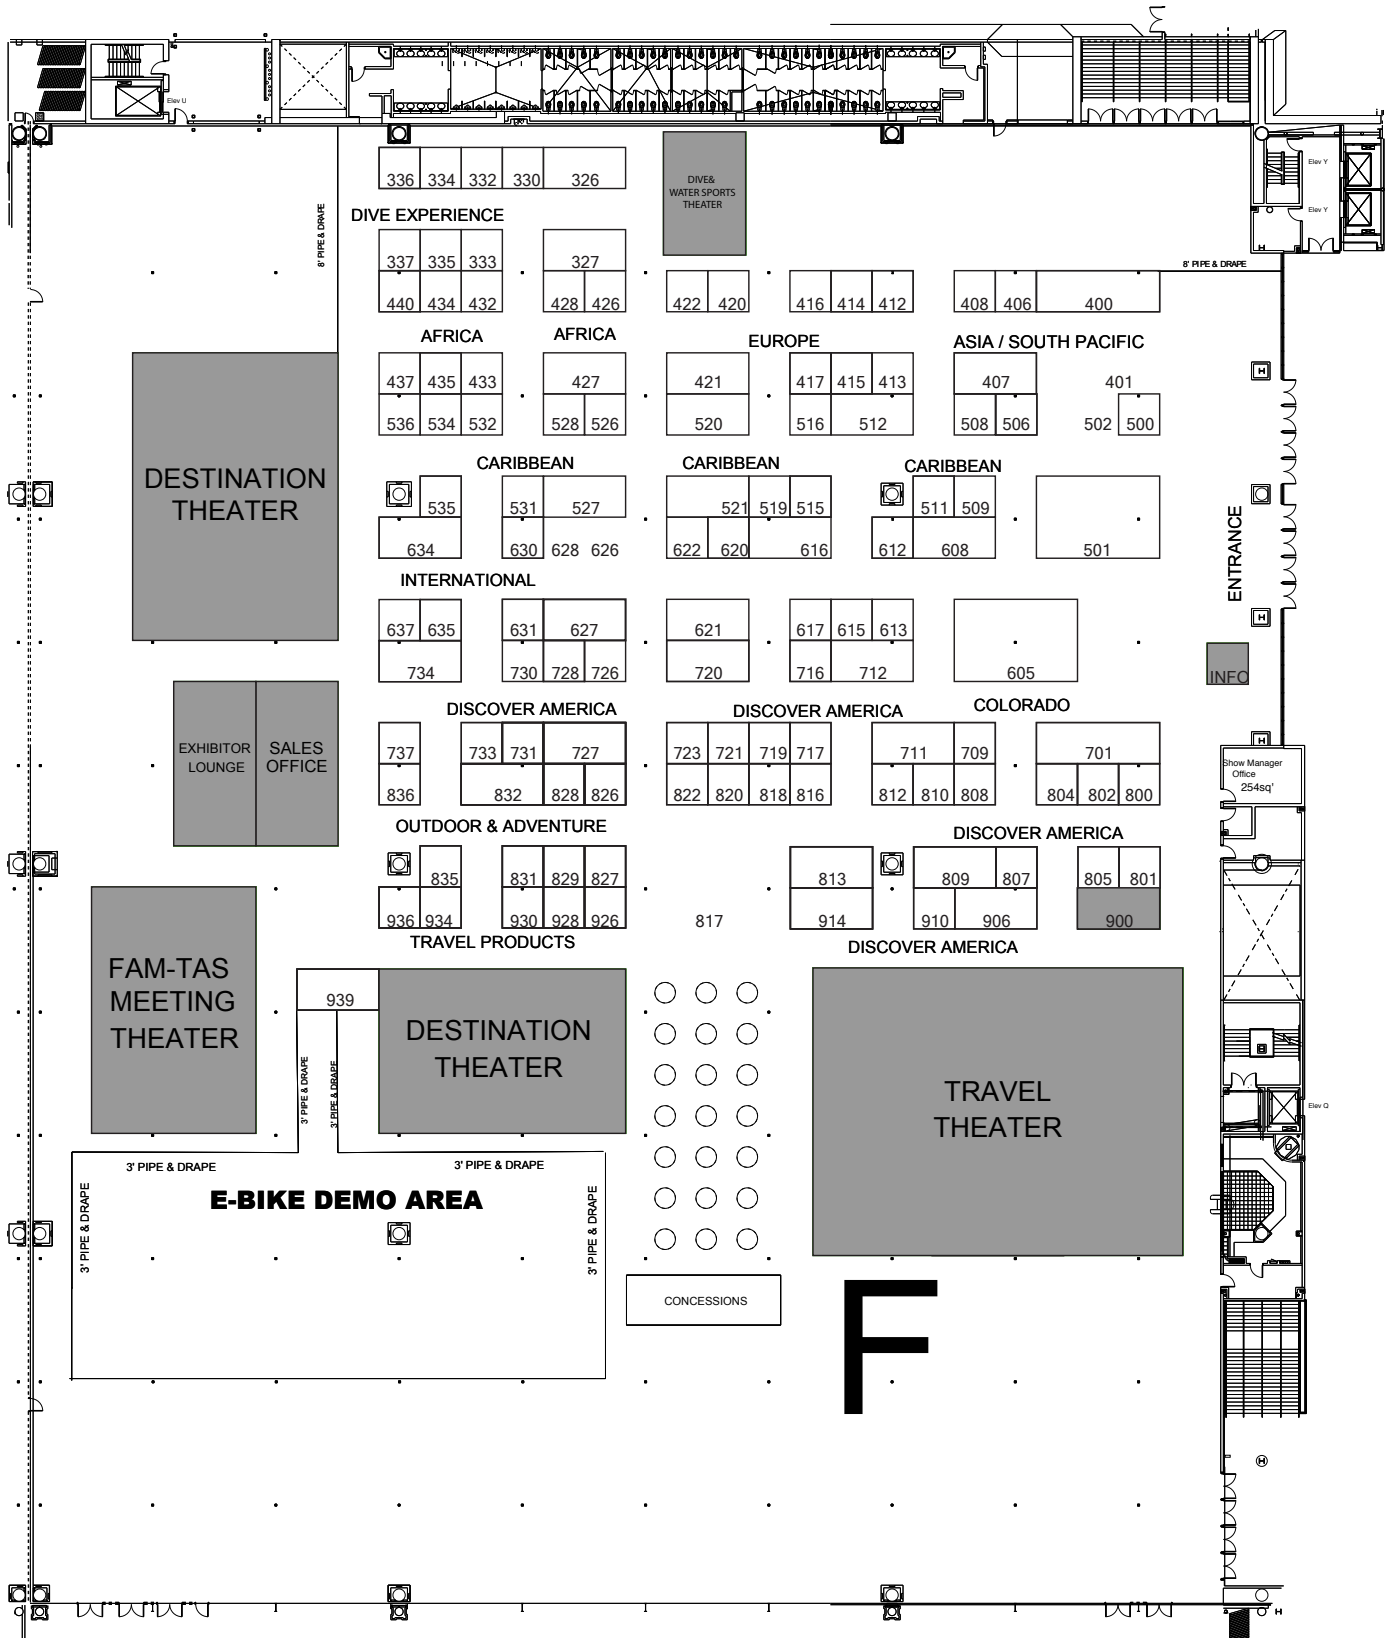 Elev U
Elev Y
Elev Y
336 334 332 330 326
DIVE&
WATER SPORTS
THEATER
DIVE EXPERIENCE
8' PIPE & DRAPE
337 335 333 327
8' PIPE & DRAPE
440 434 432 428 426 422 420 416 414 412 408 406 400
AFRICA AFRICA EUROPE ASIA / SOUTH PACIFIC
437 435 433 427 421 417 415 413 407 401
536 534 532 528 526 520 516 512 508 506 502 500
CARIBBEAN CARIBBEAN CARIBBEAN
DESTINATION
THEATER
535 531 527 521 519 515 511 509
634 630 628 626 622 620 616 612 608 501
ENTRANCE
INTERNATIONAL
637 635 631 627 621 617 615 613
734 730 728 726 720 716 712 605
INFO
DISCOVER AMERICA DISCOVER AMERICA COLORADO
EXHIBITOR
LOUNGE
SALES
OFFICE
737 733 731 727 723 721 719 717 711 709 701
Show Manager
Office
254sq'
836 832 828 826 822 820 818 816 812 810 808 804 802 800
OUTDOOR & ADVENTURE DISCOVER AMERICA
835 831 829 827 813 809 807 805 801
936 934 930 928 926 817 914 910 906 900
TRAVEL PRODUCTS DISCOVER AMERICA
FAM-TAS
MEETING
THEATER
939
DESTINATION
THEATER
TRAVEL
THEATER
3' PIPE & DRAPE
3' PIPE & DRAPE
Elev Q
3' PIPE & DRAPE 3' PIPE & DRAPE
E-BIKE DEMO AREA
3' PIPE & DRAPE
3' PIPE & DRAPE
CONCESSIONS
F
H
H
H
H
H
H
H